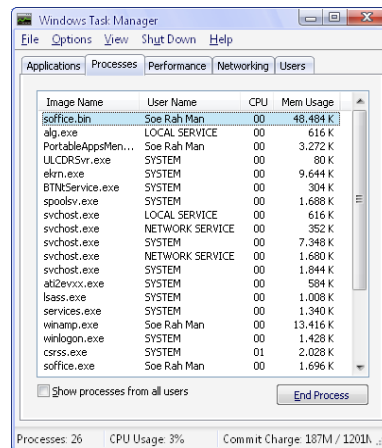 Windows Task Manager
File Options View Shut Down Help
Applications Processes Performance Networking Users
Image Name User Name CPU Mem Usage
soffice.bin Soe Rah Man 00 48.484 K
alg.exe LOCAL SERVICE 00 616 K
PortableAppsMen... Soe Rah Man 00 3.272 K
ULCDRSvr.exe SYSTEM 00 80 K
ekrn.exe SYSTEM 00 9.644 K
BTNtService.exe SYSTEM 00 304 K
spoolsv.exe SYSTEM 00 1.688 K
svchost.exe LOCAL SERVICE 00 616 K
svchost.exe NETWORK SERVICE 00 352 K
svchost.exe SYSTEM 00 7.348 K
svchost.exe NETWORK SERVICE 00 1.680 K
svchost.exe SYSTEM 00 1.844 K
ati2evxx.exe SYSTEM 00 584 K
lsass.exe SYSTEM 00 1.008 K
services.exe SYSTEM 00 1.340 K
winamp.exe Soe Rah Man 00 13.416 K
winlogon.exe SYSTEM 00 1.428 K
csrss.exe SYSTEM 01 2.028 K
soffice.exe Soe Rah Man 00 1.696 K
Show processes from all users
End Process
Processes: 26 CPU Usage: 3% Commit Charge: 187M / 1201M